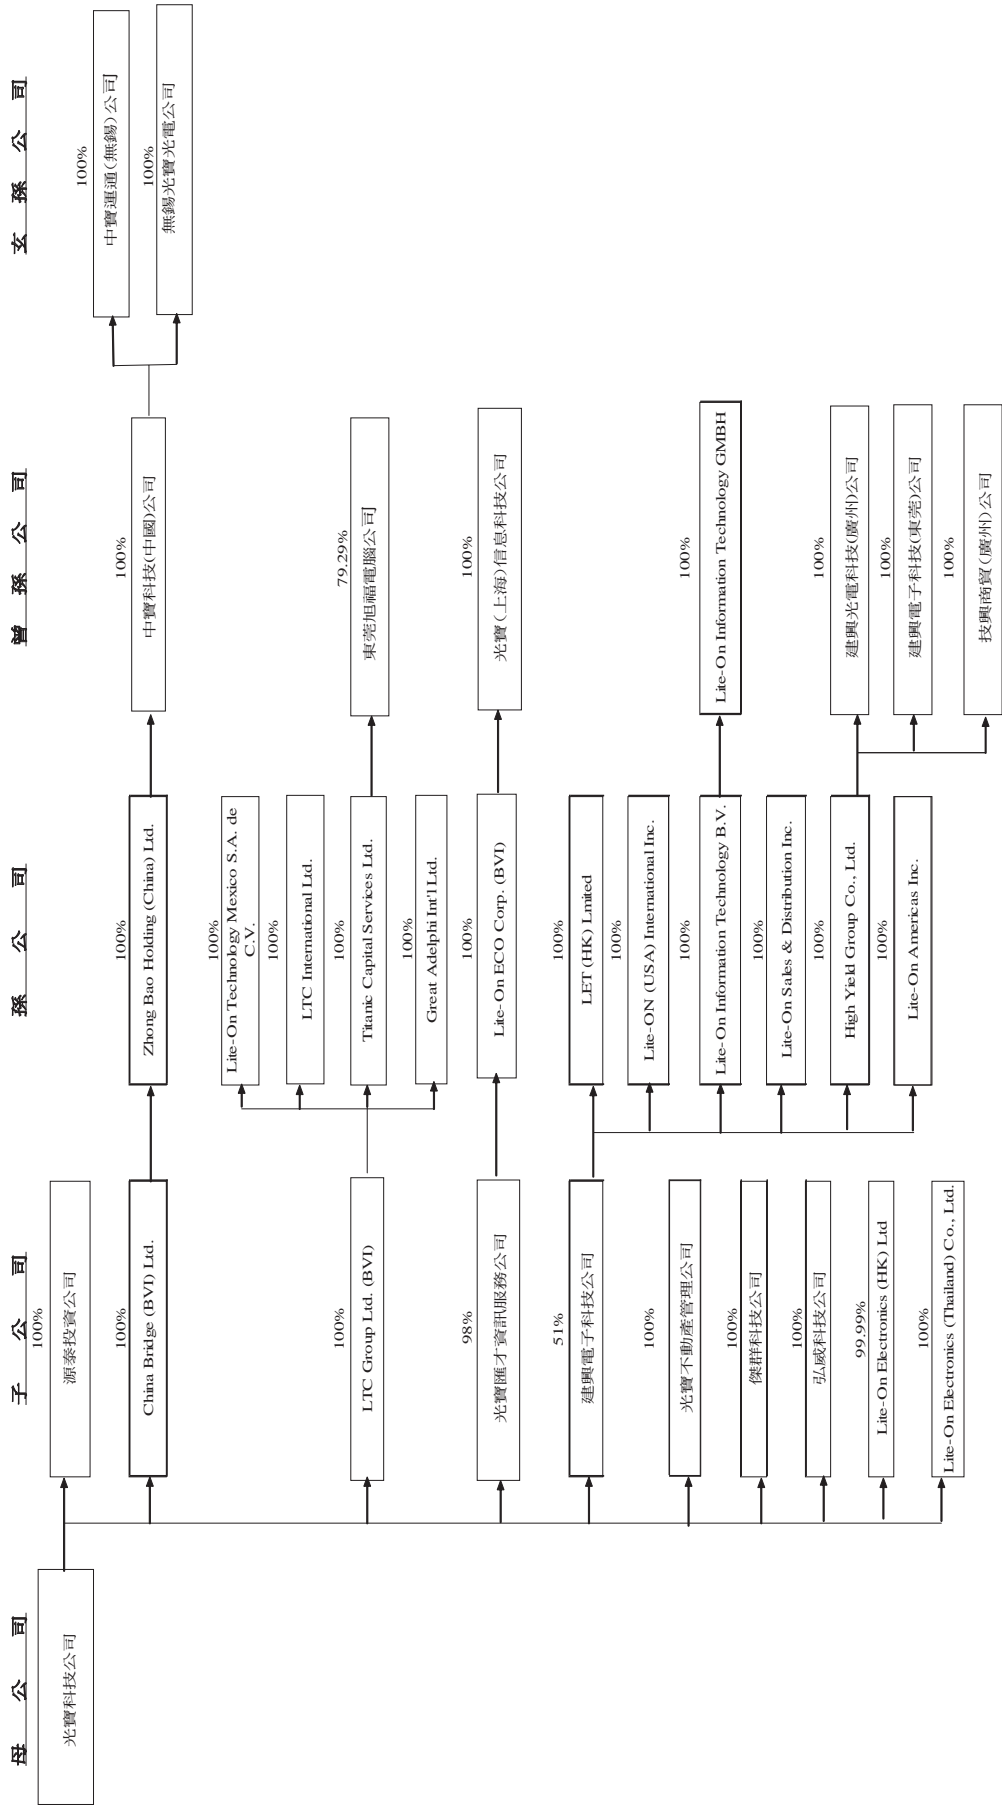 母公司
光寶科技公司
子公司
100%
源泰投資公司
100%
China Bridge (BVI) Ltd.
100%
LTC Group Ltd. (BVI)
98%
光寶匯才資訊服務公司
51%
建興電子科技公司
100%
光寶不動產管理公司
100%
傑群科技公司
100%
弘威科技公司
99.99%
Lite-On Electronics (HK) Ltd
100%
Lite-On Electronics (Thailand) Co., Ltd.
孫公司
100%
Zhong Bao Holding (China) Ltd.
100%
Lite-On Technology Mexico S.A. de
C.V.
100%
LTC International Ltd.
100%
Titanic Capital Services Ltd.
100%
Great Adelphi Int'l Ltd.
100%
Lite-On ECO Corp. (BVI)
100%
LET (HK) Lmited
100%
Lite-ON (USA) International Inc.
100%
Lite-On Information Technology B.V.
100%
Lite-On Sales & Distribution Inc.
100%
High Yield Group Co., Ltd.
100%
Lite-On Americas Inc.
曾孫公司
100%
中寶科技(中國)公司
79.29%
東莞旭福電腦公司
100%
光寶(上海)信息科技公司
100%
Lite-On Information Technology GMBH
100%
建興光電科技(廣州)公司
100%
建興電子科技(東莞)公司
100%
技興商貿(廣州)公司
玄孫公司
100%
中寶運通(無錫)公司
100%
無錫光寶光電公司